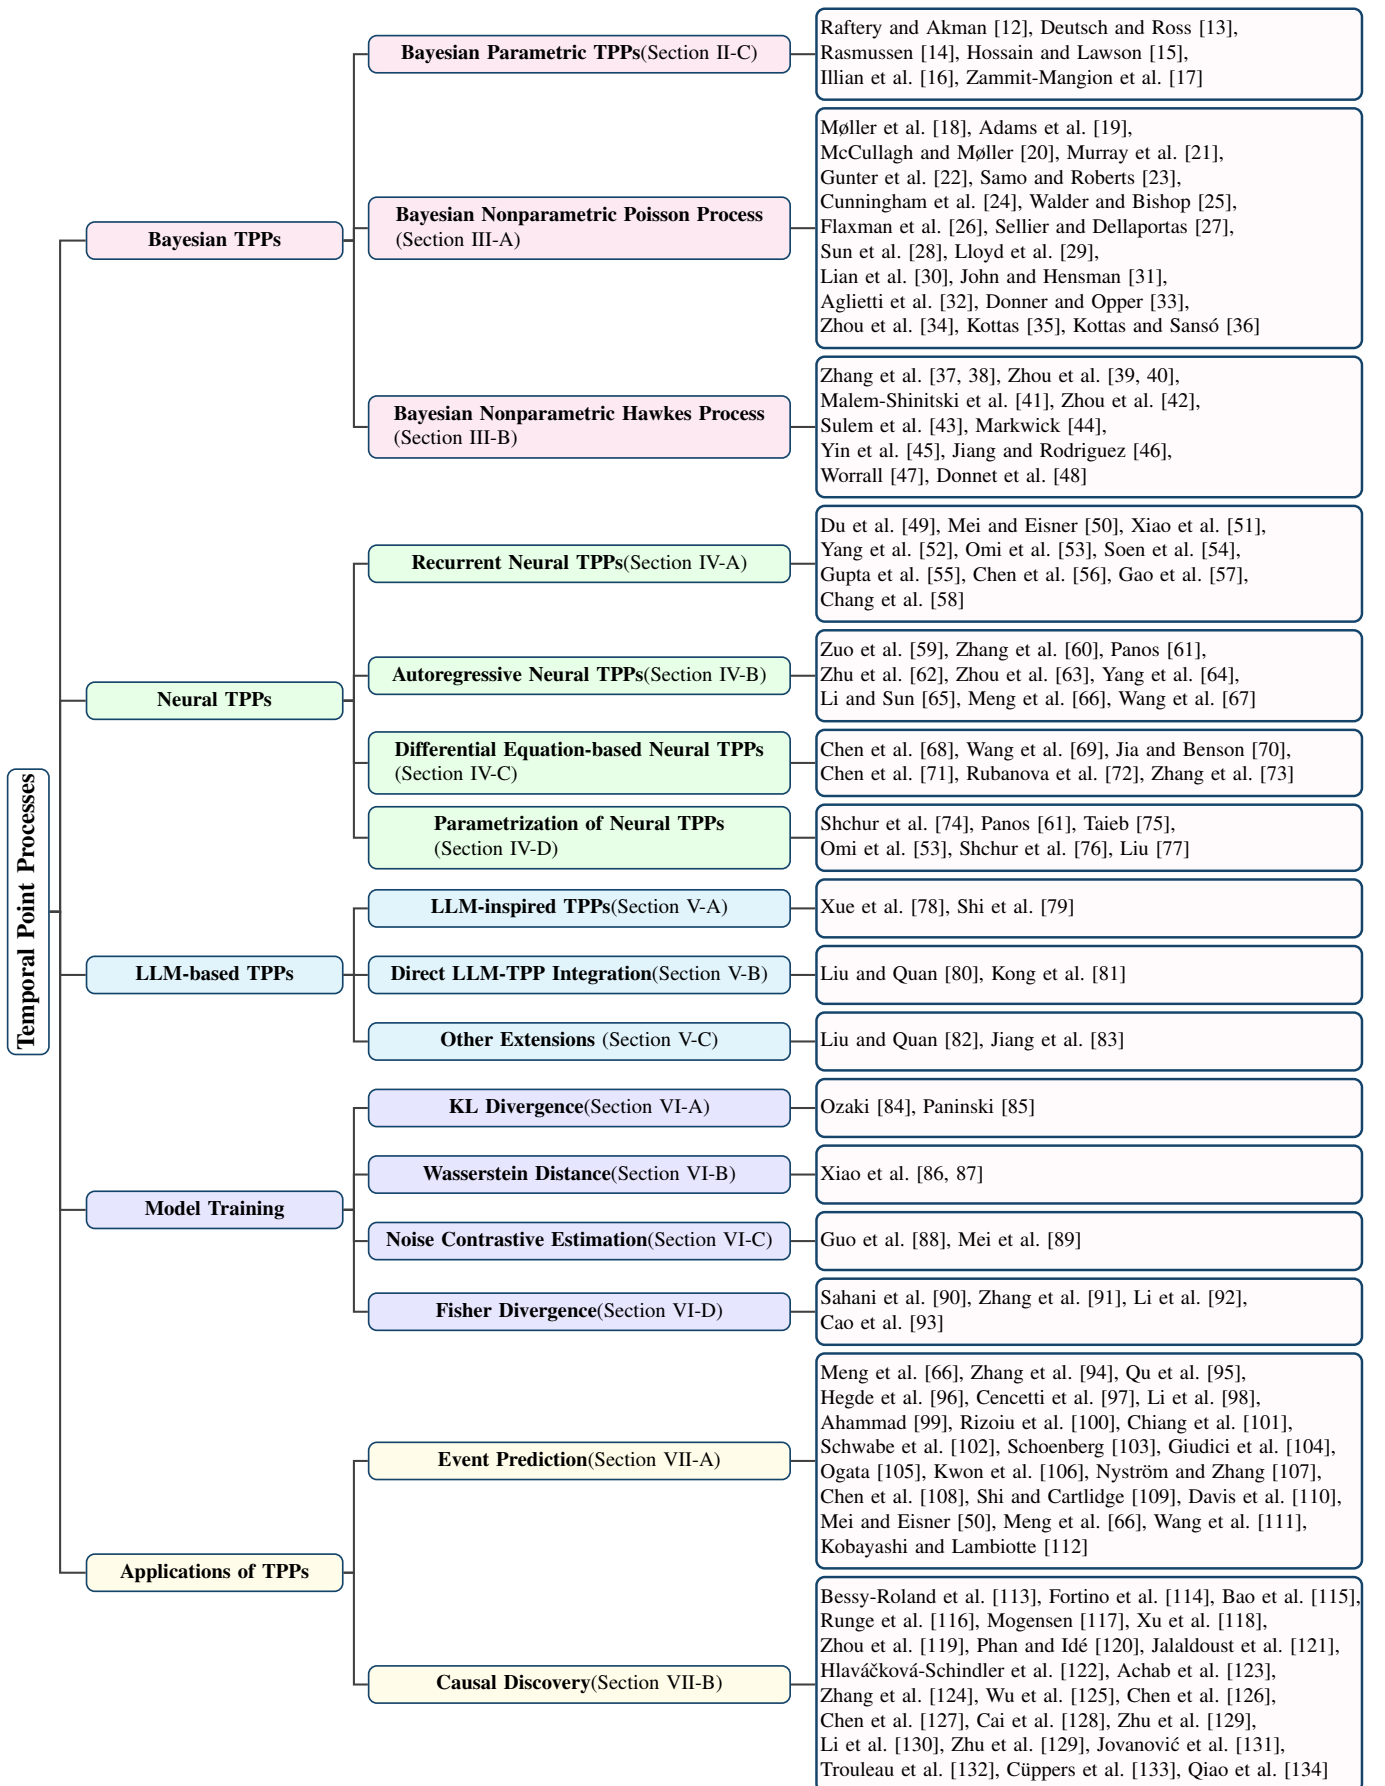 Temporal Point Processes
Bayesian TPPs
Bayesian Parametric TPPs(Section II-C)
Raftery and Akman [12], Deutsch and Ross [13],
Rasmussen [14], Hossain and Lawson [15],
Illian et al. [16], Zammit-Mangion et al. [17]
Bayesian Nonparametric Poisson Process
(Section III-A)
Møller et al. [18], Adams et al. [19],
McCullagh and Møller [20], Murray et al. [21],
Gunter et al. [22], Samo and Roberts [23],
Cunningham et al. [24], Walder and Bishop [25],
Flaxman et al. [26], Sellier and Dellaportas [27],
Sun et al. [28], Lloyd et al. [29],
Lian et al. [30], John and Hensman [31],
Aglietti et al. [32], Donner and Opper [33],
Zhou et al. [34], Kottas [35], Kottas and Sansó [36]
Bayesian Nonparametric Hawkes Process
(Section III-B)
Zhang et al. [37, 38], Zhou et al. [39, 40],
Malem-Shinitski et al. [41], Zhou et al. [42],
Sulem et al. [43], Markwick [44],
Yin et al. [45], Jiang and Rodriguez [46],
Worrall [47], Donnet et al. [48]
Neural TPPs
Recurrent Neural TPPs(Section IV-A)
Du et al. [49], Mei and Eisner [50], Xiao et al. [51],
Yang et al. [52], Omi et al. [53], Soen et al. [54],
Gupta et al. [55], Chen et al. [56], Gao et al. [57],
Chang et al. [58]
Autoregressive Neural TPPs(Section IV-B)
Zuo et al. [59], Zhang et al. [60], Panos [61],
Zhu et al. [62], Zhou et al. [63], Yang et al. [64],
Li and Sun [65], Meng et al. [66], Wang et al. [67]
Differential Equation-based Neural TPPs
(Section IV-C)
Chen et al. [68], Wang et al. [69], Jia and Benson [70],
Chen et al. [71], Rubanova et al. [72], Zhang et al. [73]
Parametrization of Neural TPPs
(Section IV-D)
Shchur et al. [74], Panos [61], Taieb [75],
Omi et al. [53], Shchur et al. [76], Liu [77]
LLM-based TPPs
LLM-inspired TPPs(Section V-A)
Xue et al. [78], Shi et al. [79]
Direct LLM-TPP Integration(Section V-B)
Liu and Quan [80], Kong et al. [81]
Other Extensions (Section V-C)
Liu and Quan [82], Jiang et al. [83]
Model Training
KL Divergence(Section VI-A)
Ozaki [84], Paninski [85]
Wasserstein Distance(Section VI-B)
Xiao et al. [86, 87]
Noise Contrastive Estimation(Section VI-C)
Guo et al. [88], Mei et al. [89]
Fisher Divergence(Section VI-D)
Sahani et al. [90], Zhang et al. [91], Li et al. [92],
Cao et al. [93]
Applications of TPPs
Event Prediction(Section VII-A)
Meng et al. [66], Zhang et al. [94], Qu et al. [95],
Hegde et al. [96], Cencetti et al. [97], Li et al. [98],
Ahammad [99], Rizoiu et al. [100], Chiang et al. [101],
Schwabe et al. [102], Schoenberg [103], Giudici et al. [104],
Ogata [105], Kwon et al. [106], Nyström and Zhang [107],
Chen et al. [108], Shi and Cartlidge [109], Davis et al. [110],
Mei and Eisner [50], Meng et al. [66], Wang et al. [111],
Kobayashi and Lambiotte [112]
Causal Discovery(Section VII-B)
Bessy-Roland et al. [113], Fortino et al. [114], Bao et al. [115],
Runge et al. [116], Mogensen [117], Xu et al. [118],
Zhou et al. [119], Phan and Idé [120], Jalaldoust et al. [121],
Hlaváčková-Schindler et al. [122], Achab et al. [123],
Zhang et al. [124], Wu et al. [125], Chen et al. [126],
Chen et al. [127], Cai et al. [128], Zhu et al. [129],
Li et al. [130], Zhu et al. [129], Jovanović et al. [131],
Trouleau et al. [132], Cüppers et al. [133], Qiao et al. [134]